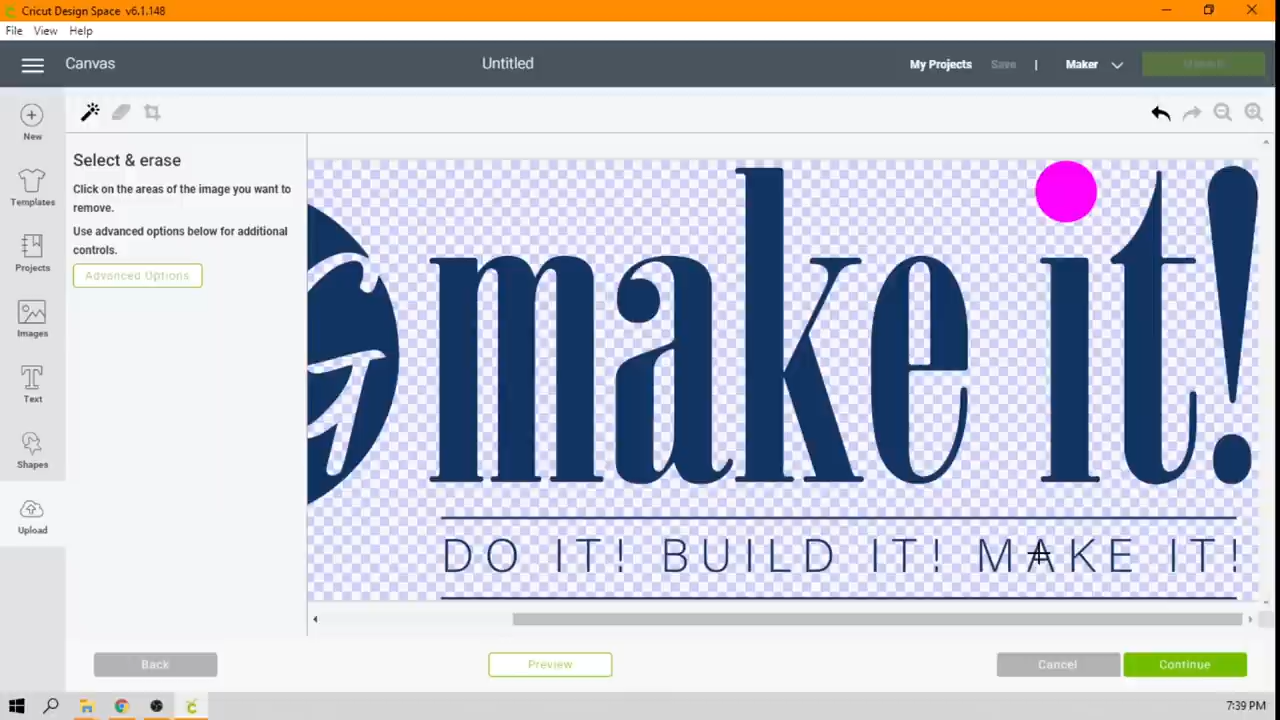 Cricut Design Space v6.1.148
File View Help
Canvas
Untitled
My Projects Save | Maker
New
Templates
Projects
Images
Text
Shapes
Upload
Select & erase
Click on the areas of the image you want to
remove.
Use advanced options below for additional
controls.
Advanced Options
make it!
DO IT! BUILD IT! MAKE IT!
Back
Preview
Cancel
Continue
7:39 PM